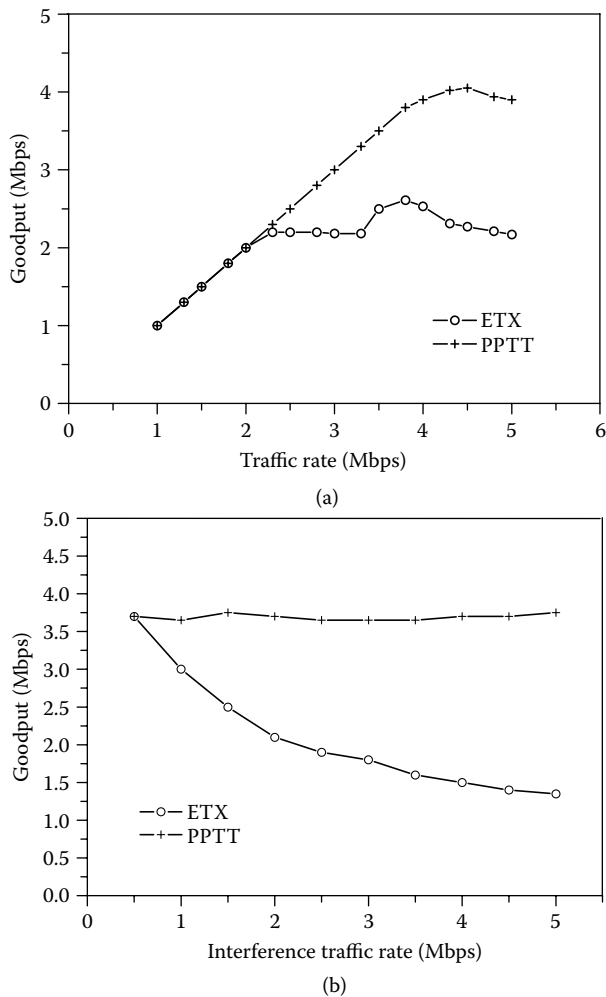 5
4
3
2
1
0
Goodput (Mbps)
ETX
PPTT
0 1 2 3 4 5 6
Traffic rate (Mbps)
(a)
5.0
4.5
4.0
3.5
3.0
2.5
2.0
1.5
1.0
0.5
0.0
Goodput (Mbps)
ETX
PPTT
0 1 2 3 4 5
Interference traffic rate (Mbps)
(b)